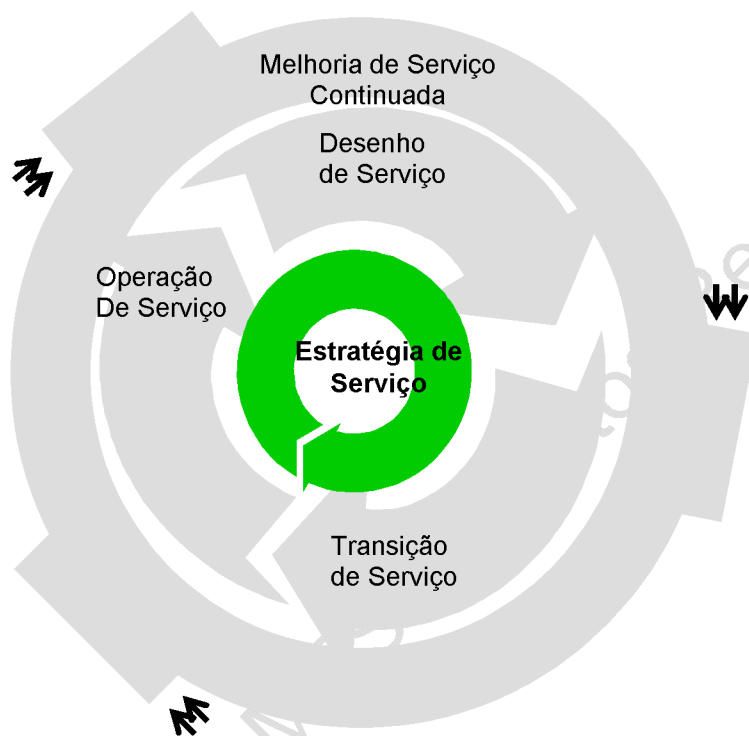 Melhoria de Serviço
Continuada
Desenho
de Serviço
Operação
De Serviço
Estratégia de
Serviço
Transição
de Serviço